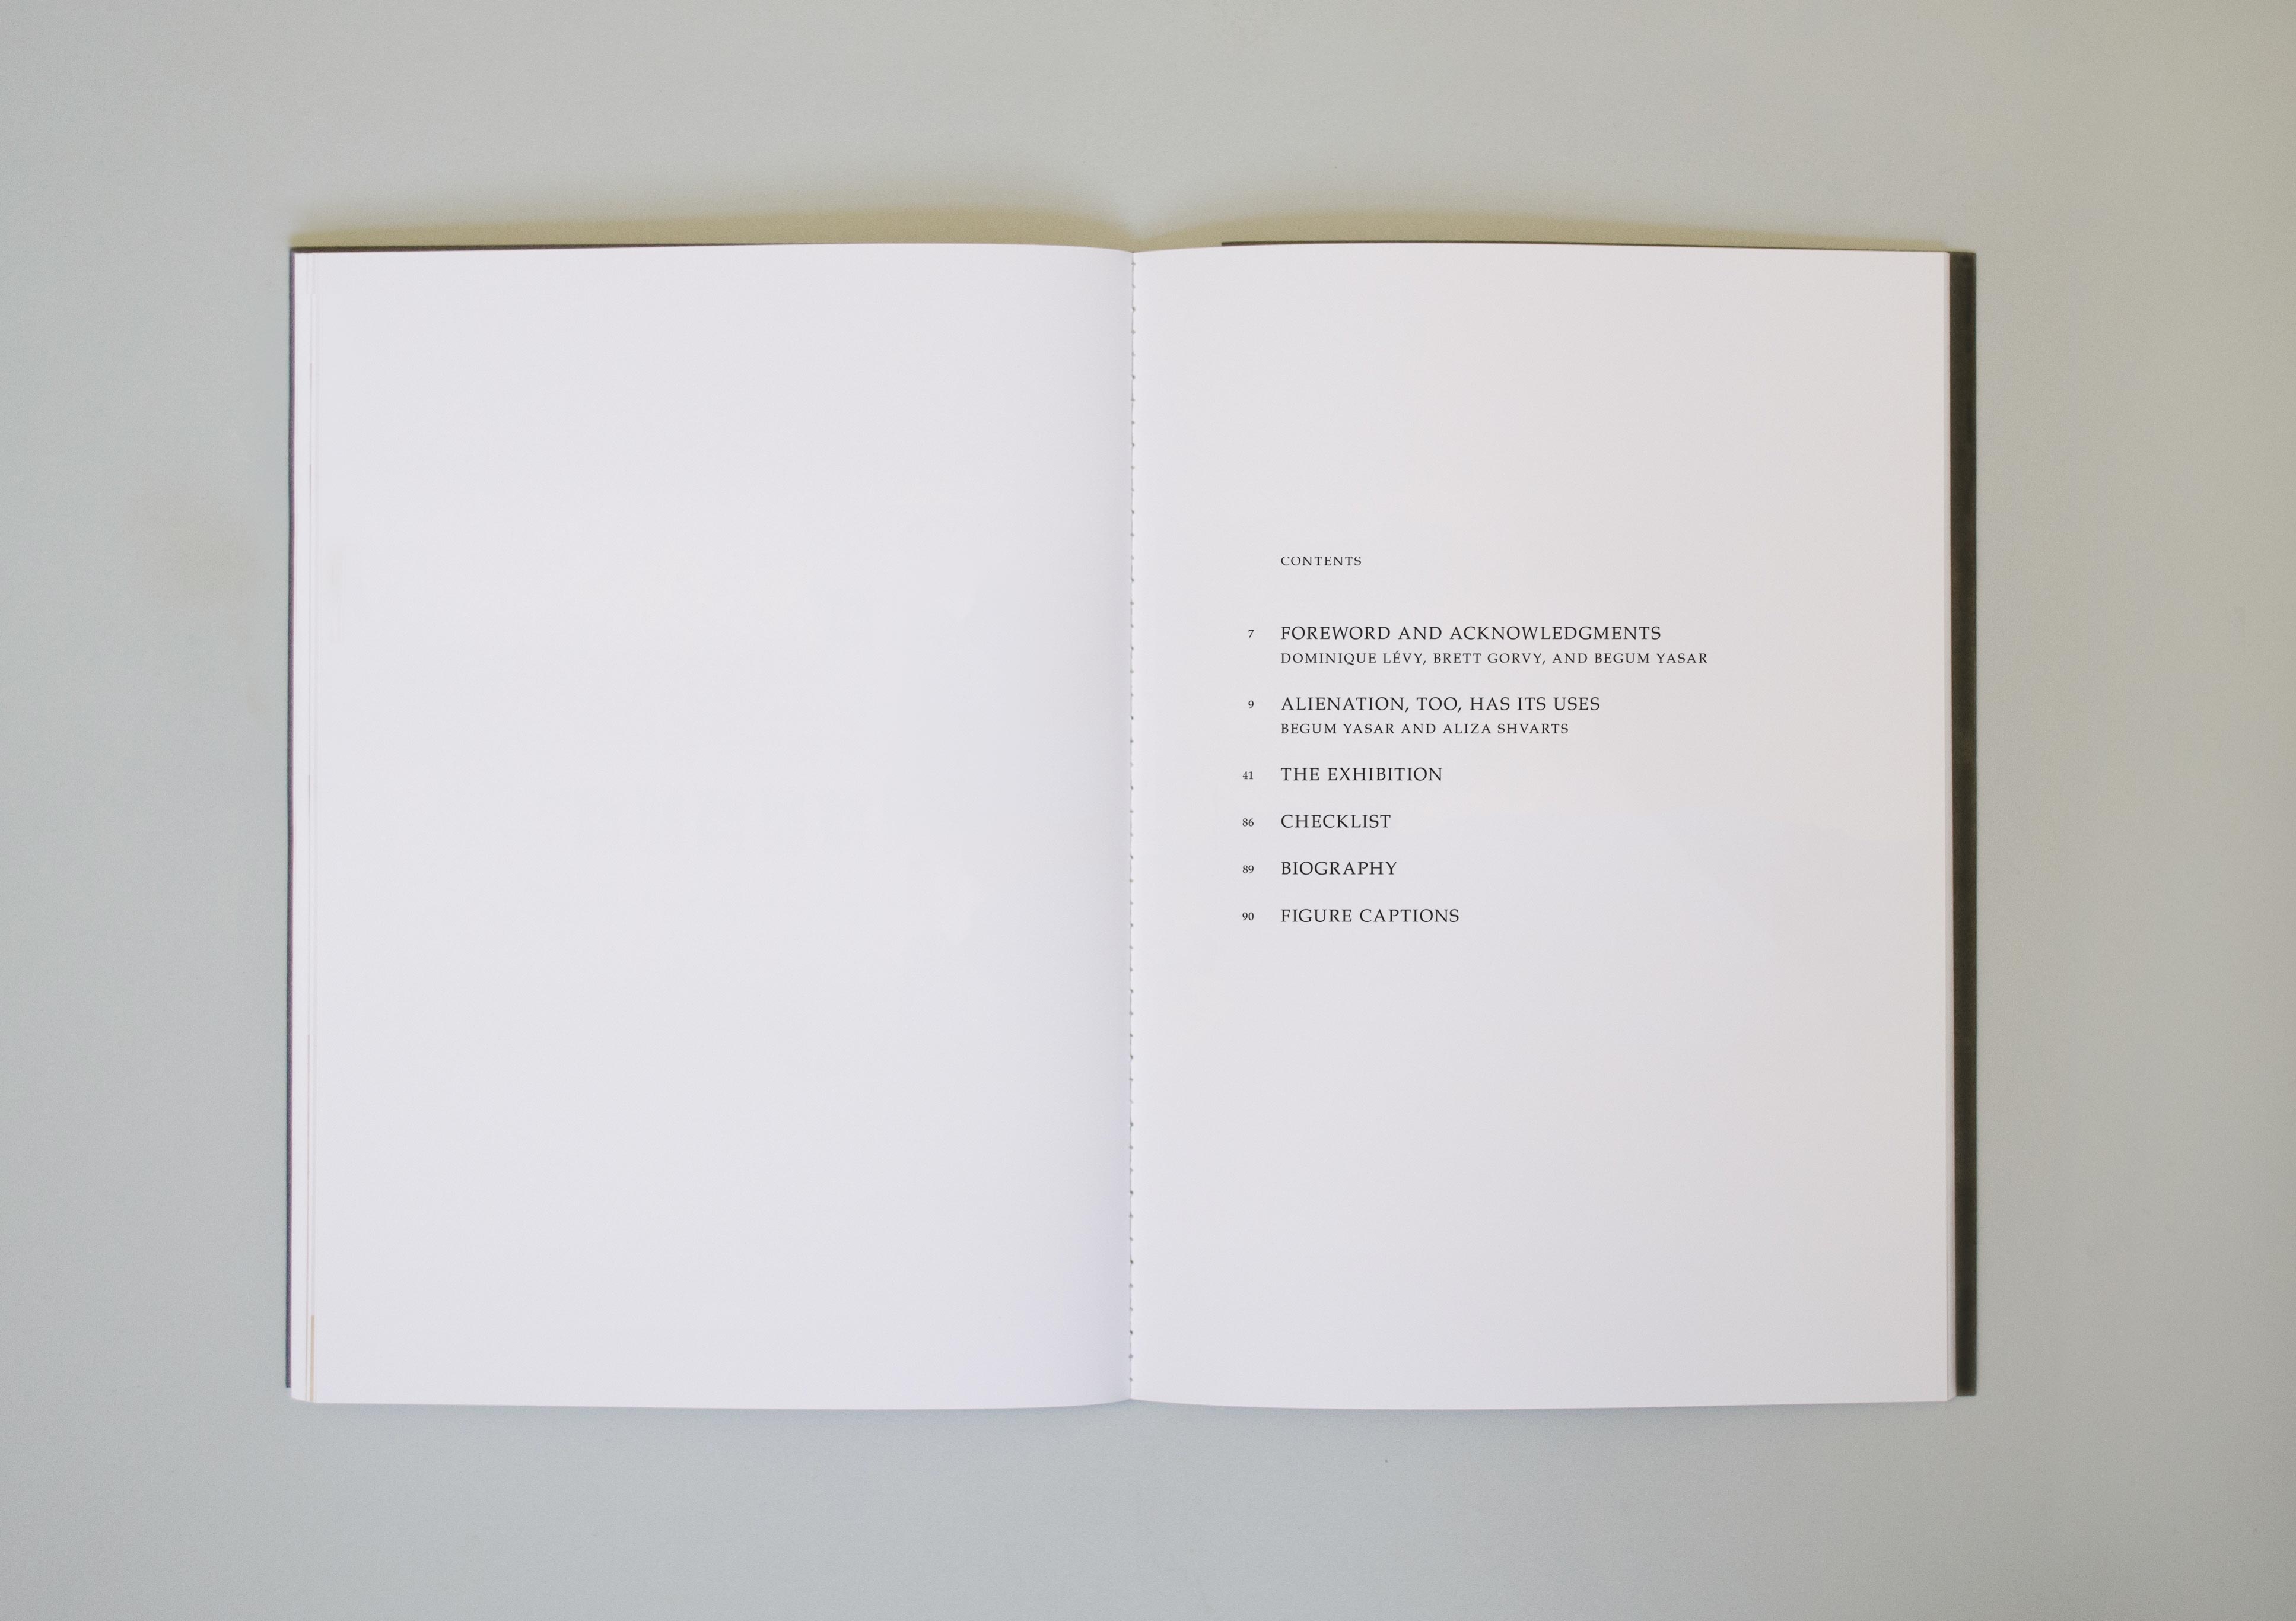 CONTENTS
7 FOREWORD AND ACKNOWLEDGMENTS
DOMINIQUE LÉVY, BRETT GORVY, AND BEGUM YASAR
9 ALIENATION, TOO, HAS ITS USES
BEGUM YASAR AND ALIZA SHVARTS
41 THE EXHIBITION
86 CHECKLIST
89 BIOGRAPHY
90 FIGURE CAPTIONS